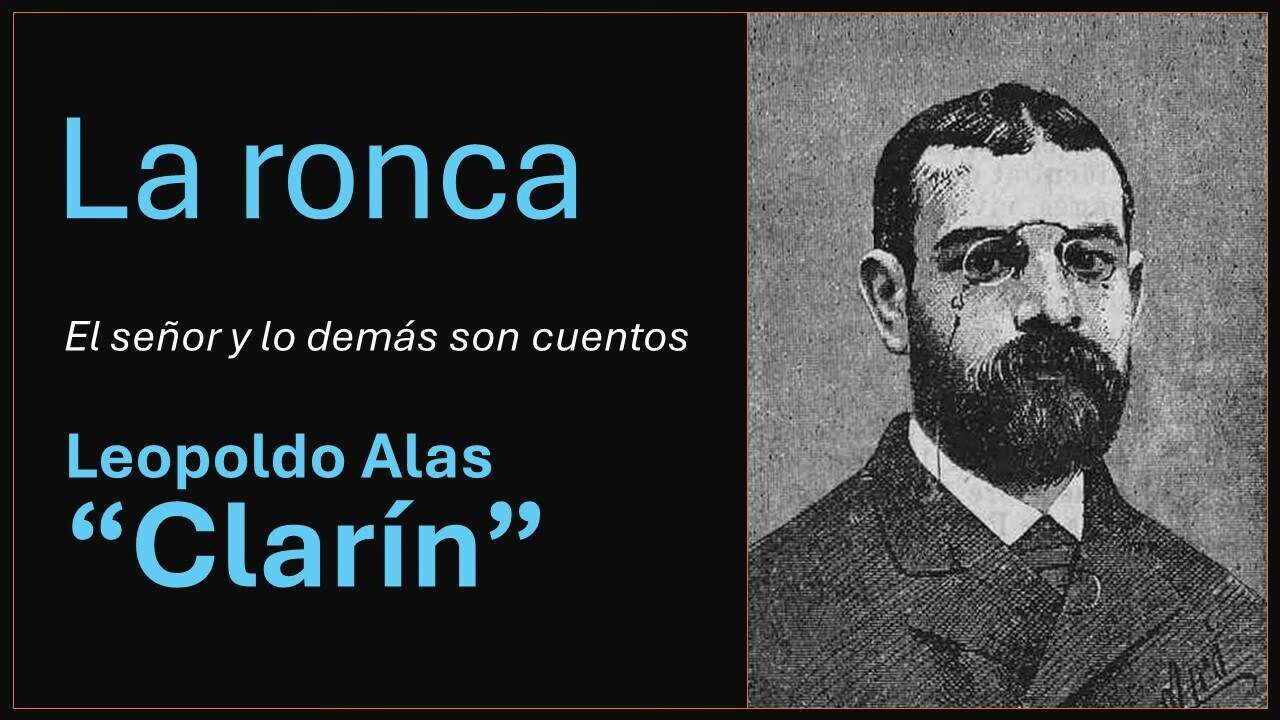 La ronca
El señor y lo demás son cuentos
Leopoldo Alas
“Clarín”